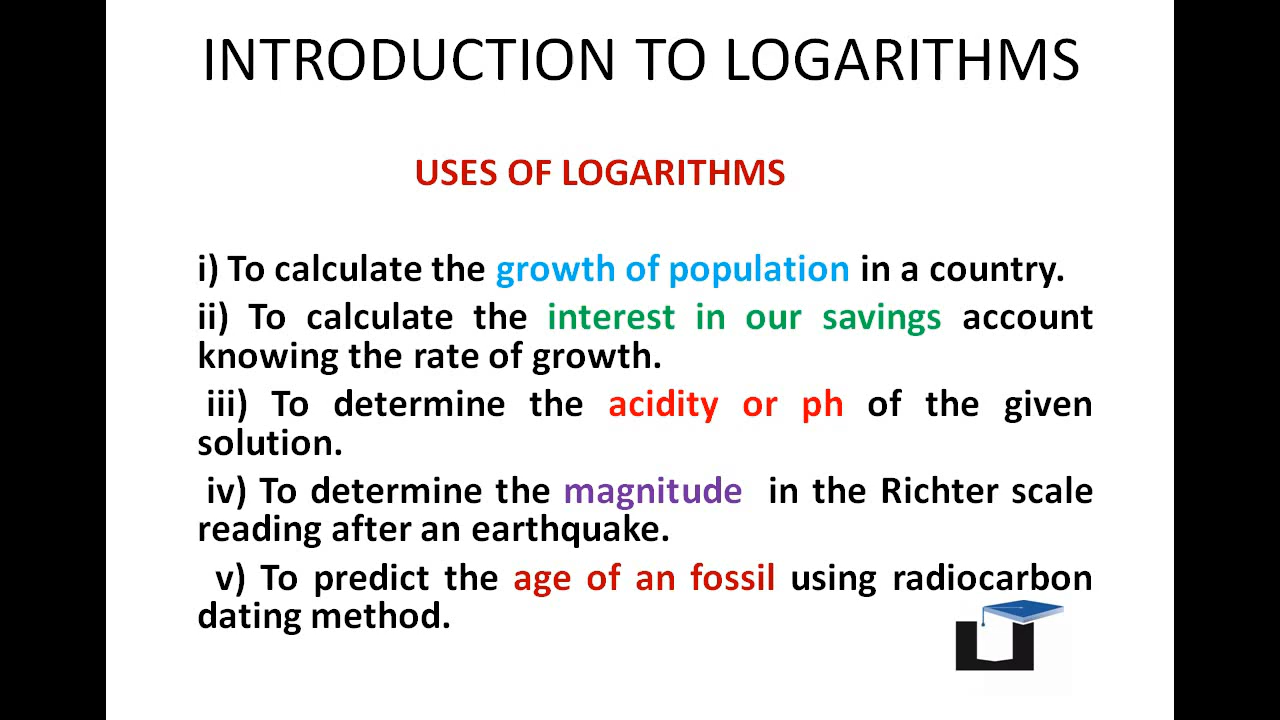 INTRODUCTION TO LOGARITHMS
USES OF LOGARITHMS
i) To calculate the growth of population in a country.
ii) To calculate the interest in our savings account
knowing the rate of growth.
iii) To determine the acidity or ph of the given
solution.
iv) To determine the magnitude in the Richter scale
reading after an earthquake.
v) To predict the age of an fossil using radiocarbon
dating method.